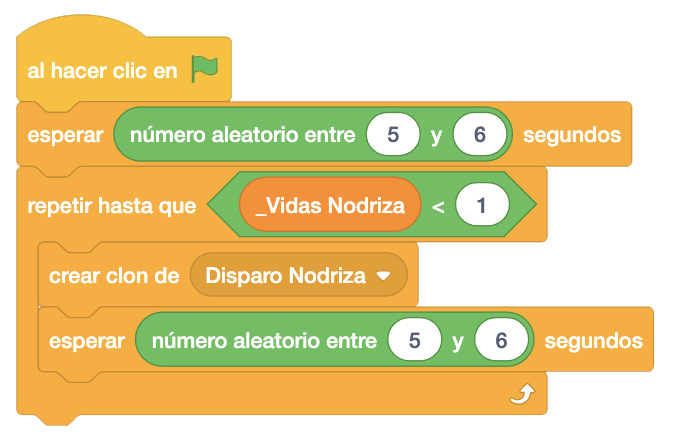 al hacer clic en
esperar número aleatorio entre 5 y 6 segundos
repetir hasta que _Vidas Nodriza < 1
crear clon de Disparo Nodriza
esperar número aleatorio entre 5 y 6 segundos